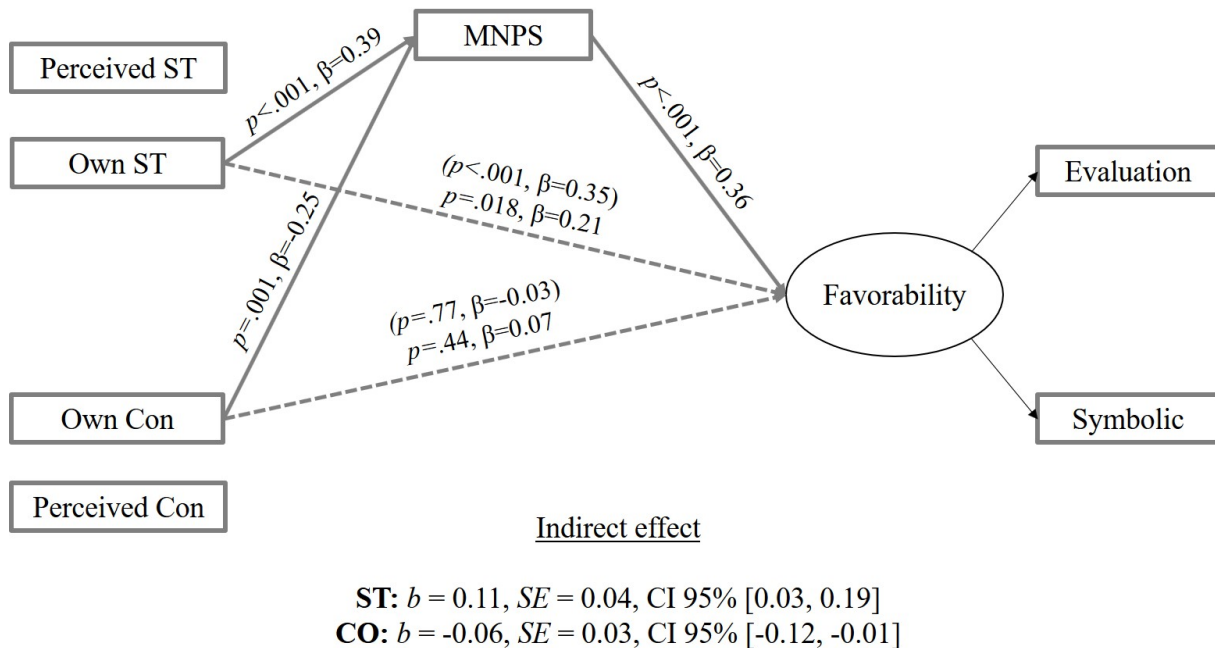 MNPS
Perceived ST
p<.001, β=0.39
Own ST
p<.001, β=0.36
(p<.001, β=0.35)
p=.018, β=0.21
Evaluation
p=.001, β=-0.25
Favorability
(p=.77, β=-0.03)
p=.44, β=0.07
Own Con
Symbolic
Perceived Con
Indirect effect
ST: b = 0.11, SE = 0.04, CI 95% [0.03, 0.19]
CO: b = -0.06, SE = 0.03, CI 95% [-0.12, -0.01]